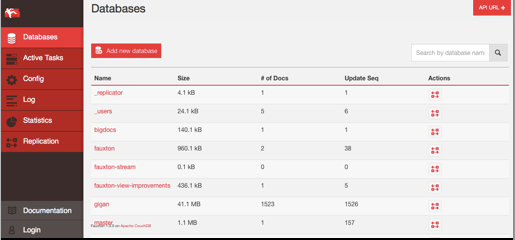 Databases
API URL
Databases
Active Tasks
Config
Log
Statistics
Replication
Documentation
Login
Add new database
Search by database name
Name Size # of Docs Update Seq Actions
_replicator 4.1 kB 1 1
_users 24.1 kB 5 6
bigdocs 140.1 kB 1 1
fauxton 960.1 kB 2 38
fauxton-stream 0.1 kB 0 0
fauxton-view-improvements 436.1 kB 1 5
gigan 41.1 MB 1523 1526
master 1.1 MB 1 157
on Apache CouchDB